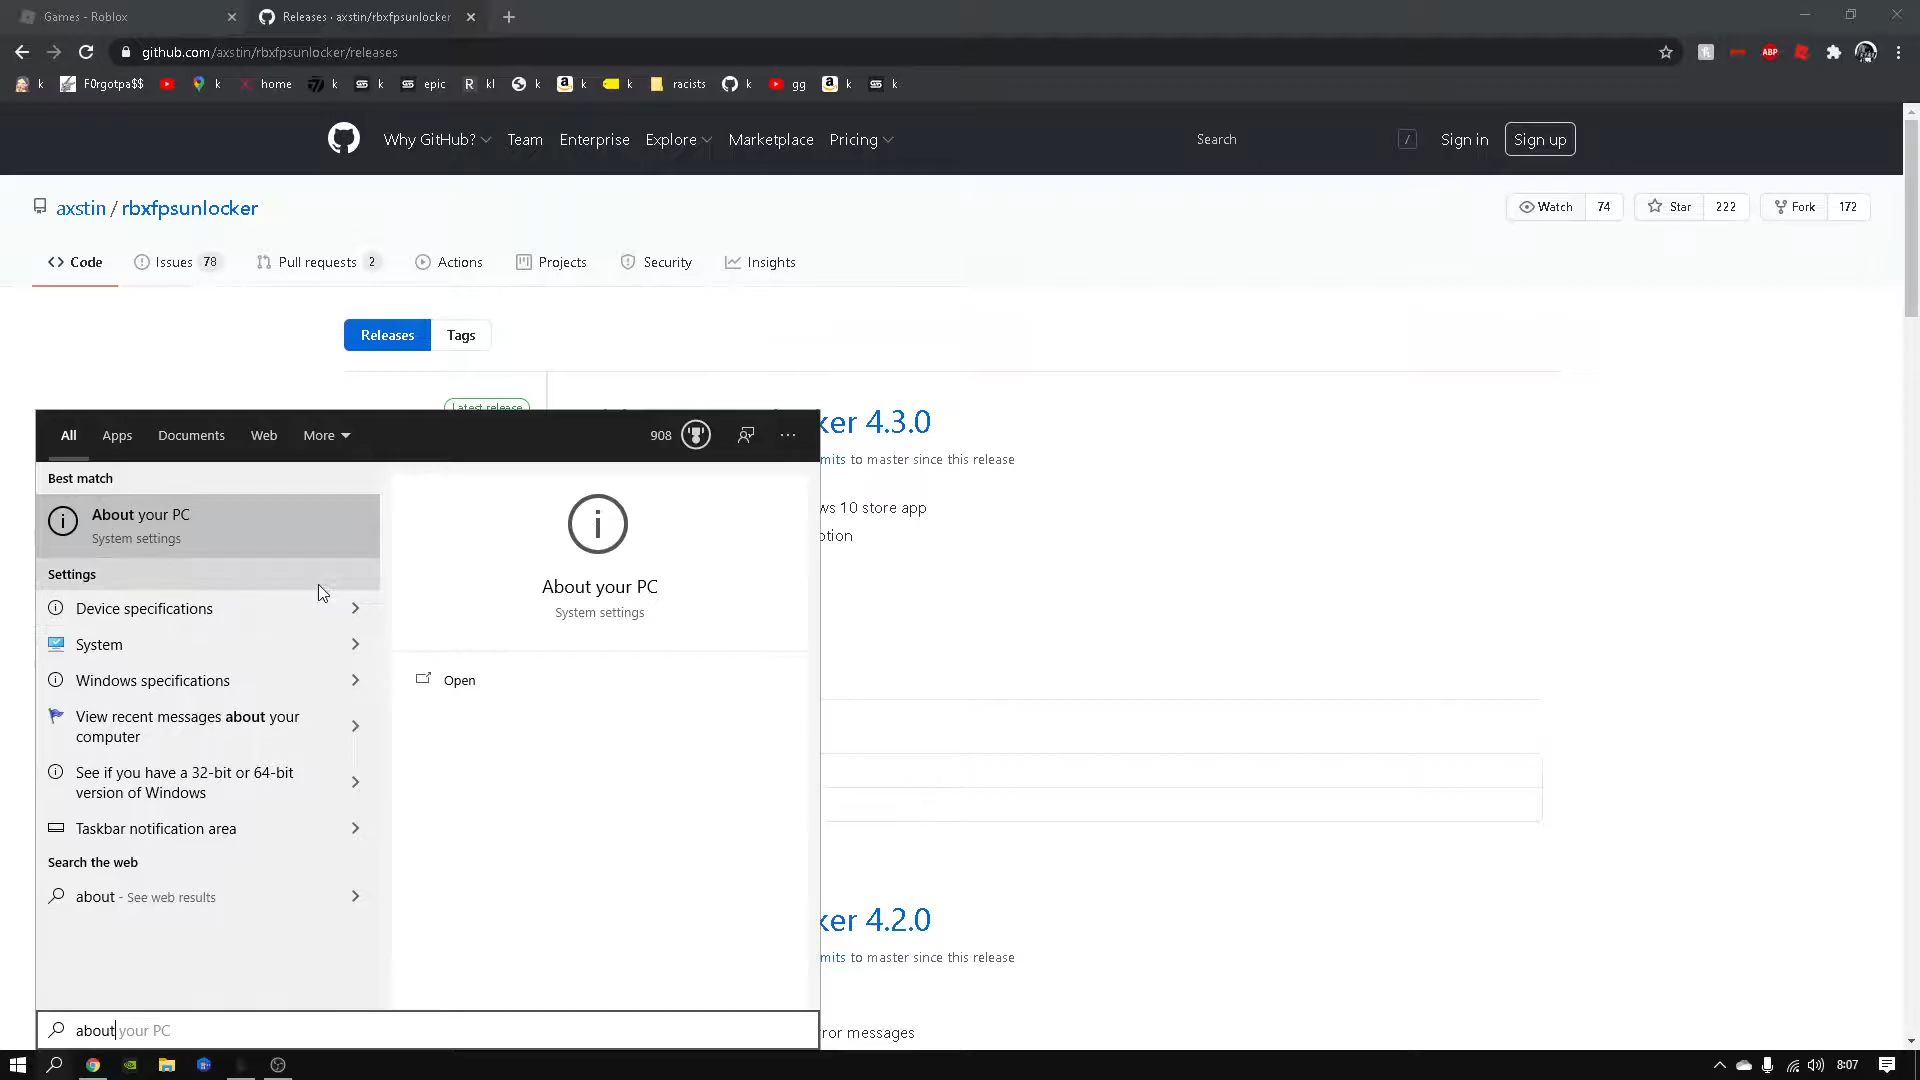 Games - Roblox
Releases · axstin/rbxfpsunlocker
github.com/axstin/rbxfpsunlocker/releases
ABP
k
F0rgotpa$$
k
home
k
k
epic
R
kl
k
k
k
racists
k
gg
k
k
Why GitHub?
Team
Enterprise
Explore
Marketplace
Pricing
Search
/
Sign in
Sign up
axstin / rbxfpsunlocker
Watch
74
Star
222
Fork
172
Code
Issues 78
Pull requests 2
Actions
Projects
Security
Insights
Releases
Tags
Latest release
ker 4.3.0
mits to master since this release
ws 10 store app
ption
All
Apps
Documents
Web
More
908
Best match
About your PC
System settings
Settings
Device specifications
System
Windows specifications
View recent messages about your
computer
See if you have a 32-bit or 64-bit
version of Windows
Taskbar notification area
Search the web
about - See web results
About your PC
System settings
Open
ker 4.2.0
mits to master since this release
ror messages
about your PC
8:07